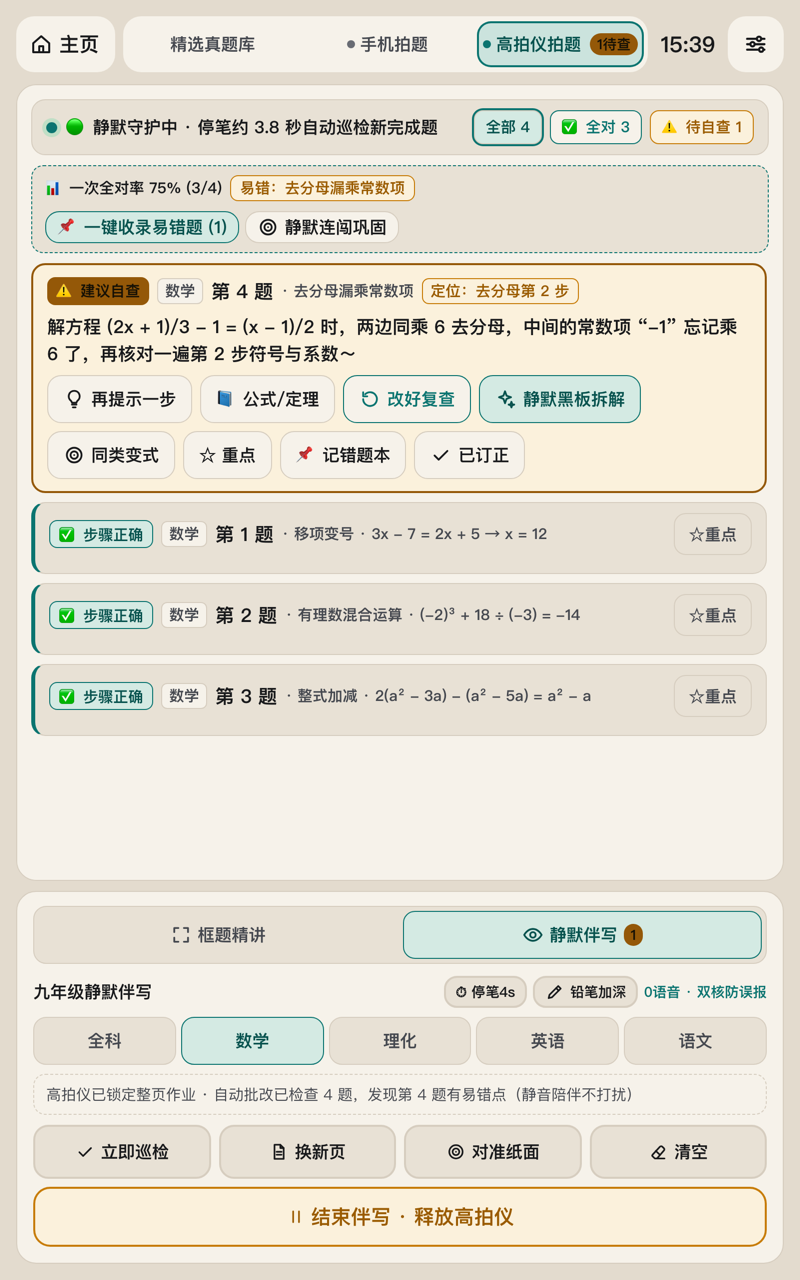 主页
精选真题库
手机拍题
高拍仪拍题 1待查
15:39
静默守护中 · 停笔约 3.8 秒自动巡检新完成题
全部 4
全对 3
待自查 1
一次全对率 75% (3/4) 易错：去分母漏乘常数项
一键收录易错题 (1) 静默连闯巩固
建议自查 数学 第 4 题 · 去分母漏乘常数项 定位：去分母第 2 步
解方程 (2x + 1)/3 − 1 = (x − 1)/2 时，两边同乘 6 去分母，中间的常数项 “−1” 忘记乘
6 了，再核对一遍第 2 步符号与系数～
再提示一步 公式/定理 改好复查 静默黑板拆解
同类变式 ☆ 重点 记错题本 已订正
步骤正确 数学 第 1 题 · 移项变号 · 3x − 7 = 2x + 5 → x = 12 ☆重点
步骤正确 数学 第 2 题 · 有理数混合运算 · (−2)³ + 18 ÷ (−3) = −14 ☆重点
步骤正确 数学 第 3 题 · 整式加减 · 2(a² − 3a) − (a² − 5a) = a² − a ☆重点
框题精讲 静默伴写 1
九年级静默伴写 停笔4s 铅笔加深 0语音 · 双核防误报
全科 数学 理化 英语 语文
高拍仪已锁定整页作业 · 自动批改已检查 4 题，发现第 4 题有易错点（静音陪伴不打扰）
立即巡检 换新页 对准纸面 清空
结束伴写 · 释放高拍仪